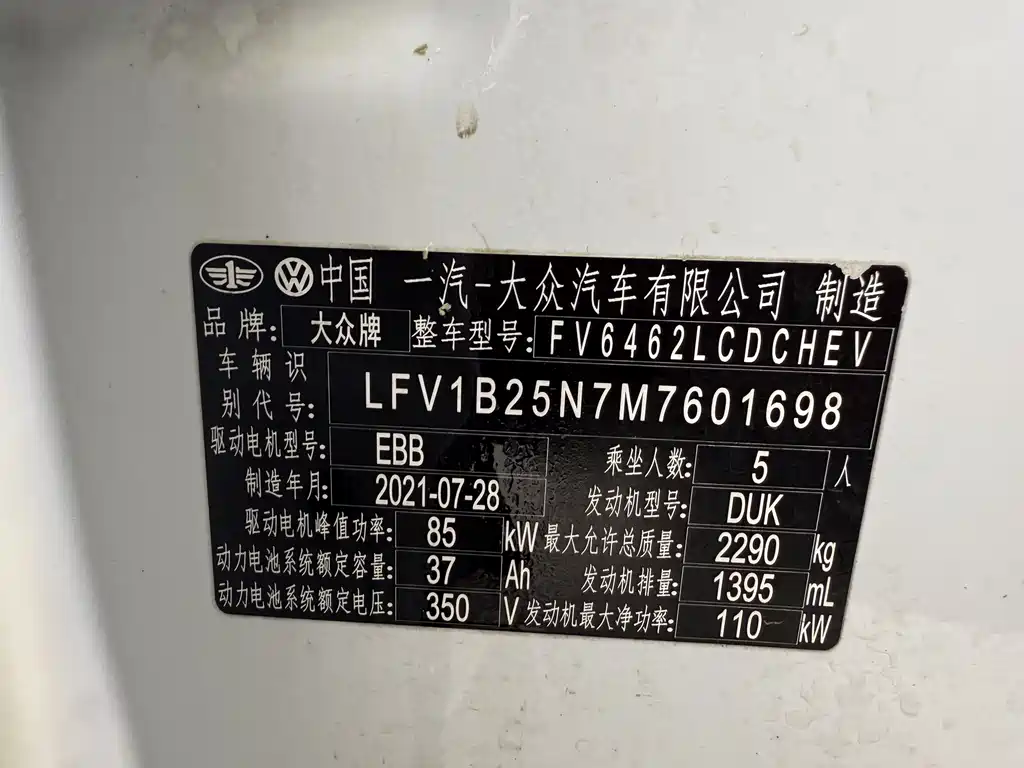 中国 一汽-大众汽车有限公司 制造
品牌: 大众牌 整车型号: FV6462LCDCHEV
车辆识别代号: LFV1B25N7M7601698
驱动电机型号: EBB 乘坐人数: 5 人
制造年月: 2021-07-28 发动机型号: DUK
驱动电机峰值功率: 85 kW 最大允许总质量: 2290 kg
动力电池系统额定容量: 37 Ah 发动机排量: 1395 mL
动力电池系统额定电压: 350 V 发动机最大净功率: 110 kW